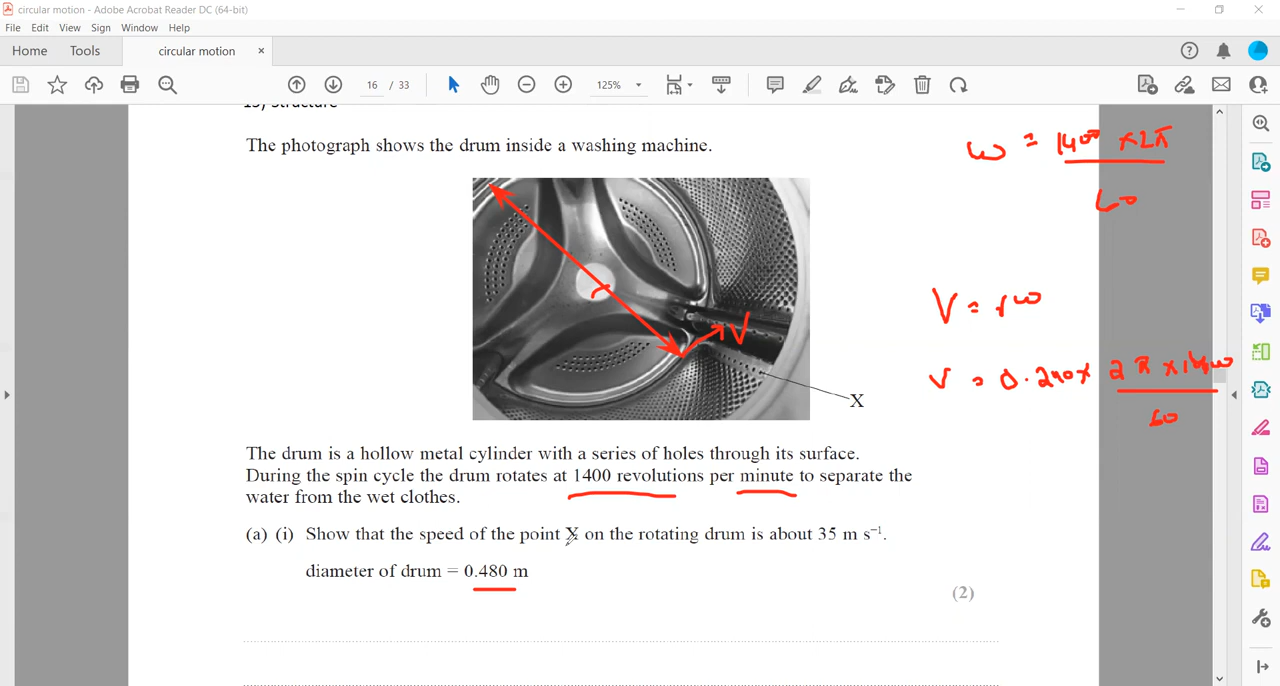 circular motion - Adobe Acrobat Reader DC (64-bit)
File Edit View Sign Window Help
Home Tools circular motion ×
16 / 33 125%
The photograph shows the drum inside a washing machine.
r
V
X
The drum is a hollow metal cylinder with a series of holes through its surface.
During the spin cycle the drum rotates at 1400 revolutions per minute to separate the
water from the wet clothes.
(a) (i) Show that the speed of the point X on the rotating drum is about 35 m s⁻¹.
diameter of drum = 0.480 m
(2)
ω = 1400 × 2π
60
V = rω
V = 0.240 × 2π × 1400
60